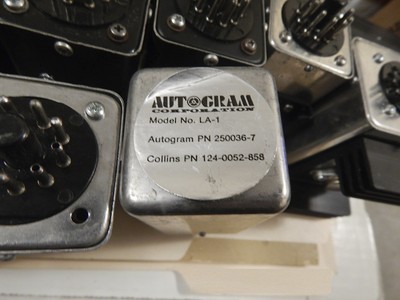 AUTOGRAM
CORPORATION
Model No. LA-1
Autogram PN 250036-7
Collins PN 124-0052-858